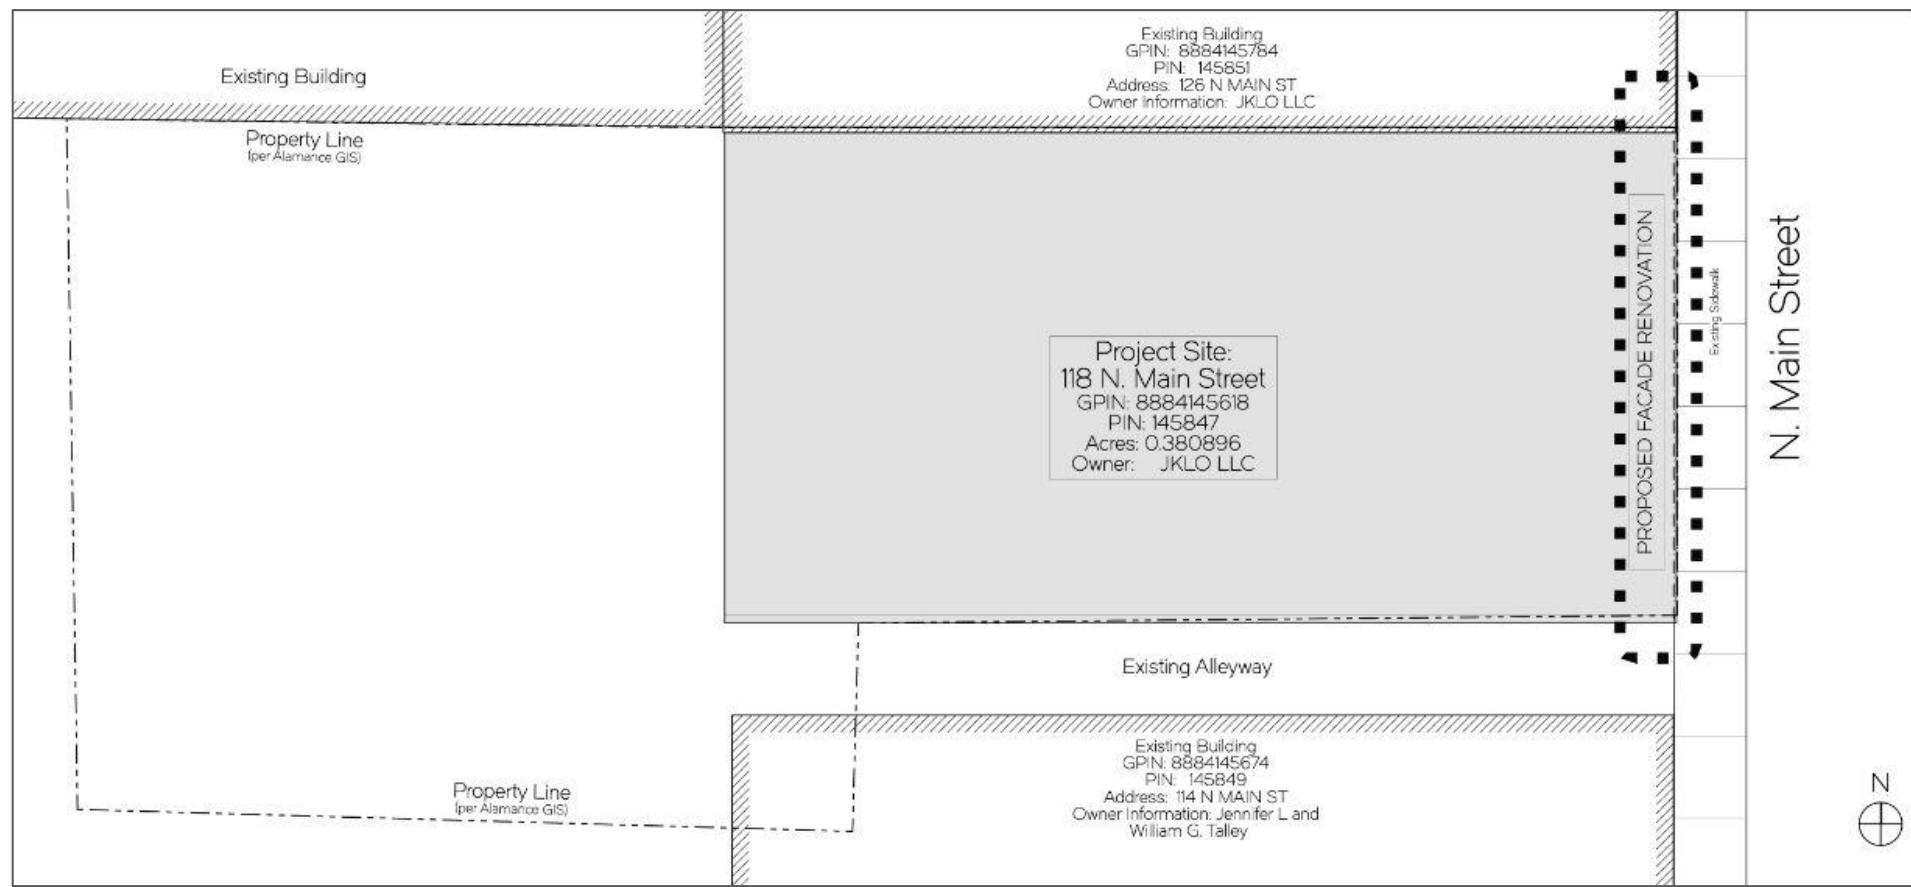 Existing Building
Existing Building
GPIN: 8884145784
PIN: 145851
Address: 126 N MAIN ST
Owner Information: JKLO LLC
Property Line
(per Alamance GIS)
Project Site:
118 N. Main Street
GPIN: 8884145618
PIN: 145847
Acres: 0.380896
Owner: JKLO LLC
PROPOSED FACADE RENOVATION
Existing Sidewalk
N. Main Street
Existing Alleyway
Existing Building
GPIN: 8884145674
PIN: 145849
Address: 114 N MAIN ST
Owner Information: Jennifer L and
William G. Talley
Property Line
(per Alamance GIS)
N